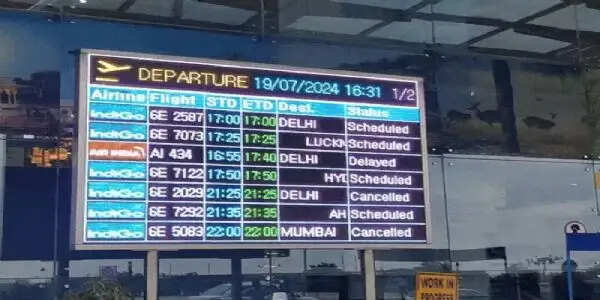 DEPARTURE 19/07/2024 16:31 1/2
Airline Flight STD ETD Dest. Status
IndiGo 6E 2587 17:00 17:00 DELHI Scheduled
IndiGo 6E 7073 17:25 17:25 LUCKN Scheduled
AIR INDIA AI 434 16:55 17:40 DELHI Delayed
IndiGo 6E 7122 17:50 17:50 HYD Scheduled
IndiGo 6E 2029 21:25 21:25 DELHI Cancelled
IndiGo 6E 7292 21:35 21:35 AH Scheduled
IndiGo 6E 5083 22:00 22:00 MUMBAI Cancelled
WORK IN
PROGRESS